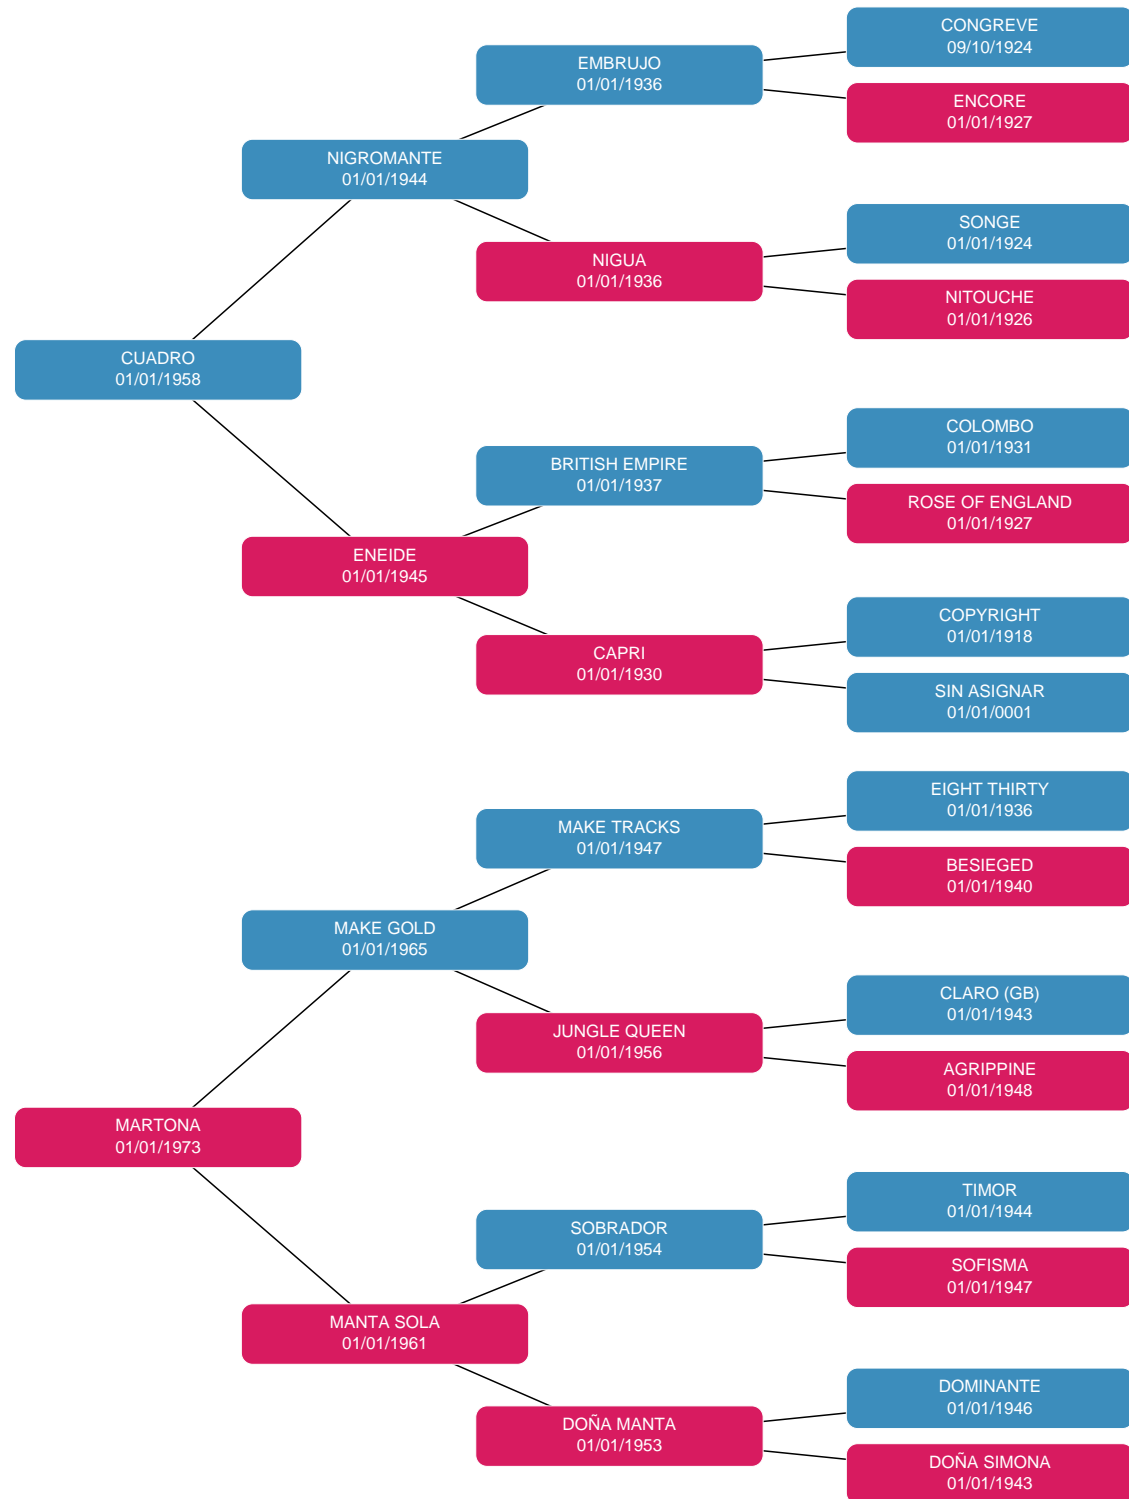 CONGREVE
09/10/1924
EMBRUJO
01/01/1936
ENCORE
01/01/1927
NIGROMANTE
01/01/1944
SONGE
01/01/1924
NIGUA
01/01/1936
NITOUCHE
01/01/1926
CUADRO
01/01/1958
COLOMBO
01/01/1931
BRITISH EMPIRE
01/01/1937
ROSE OF ENGLAND
01/01/1927
ENEIDE
01/01/1945
COPYRIGHT
01/01/1918
CAPRI
01/01/1930
SIN ASIGNAR
01/01/0001
EIGHT THIRTY
01/01/1936
MAKE TRACKS
01/01/1947
BESIEGED
01/01/1940
MAKE GOLD
01/01/1965
CLARO (GB)
01/01/1943
JUNGLE QUEEN
01/01/1956
AGRIPPINE
01/01/1948
MARTONA
01/01/1973
TIMOR
01/01/1944
SOBRADOR
01/01/1954
SOFISMA
01/01/1947
MANTA SOLA
01/01/1961
DOMINANTE
01/01/1946
DOÑA MANTA
01/01/1953
DOÑA SIMONA
01/01/1943